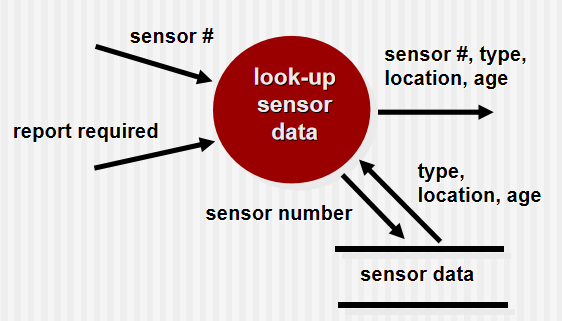 sensor #
look-up
sensor
data
sensor #, type,
location, age
report required
type,
location, age
sensor number
sensor data